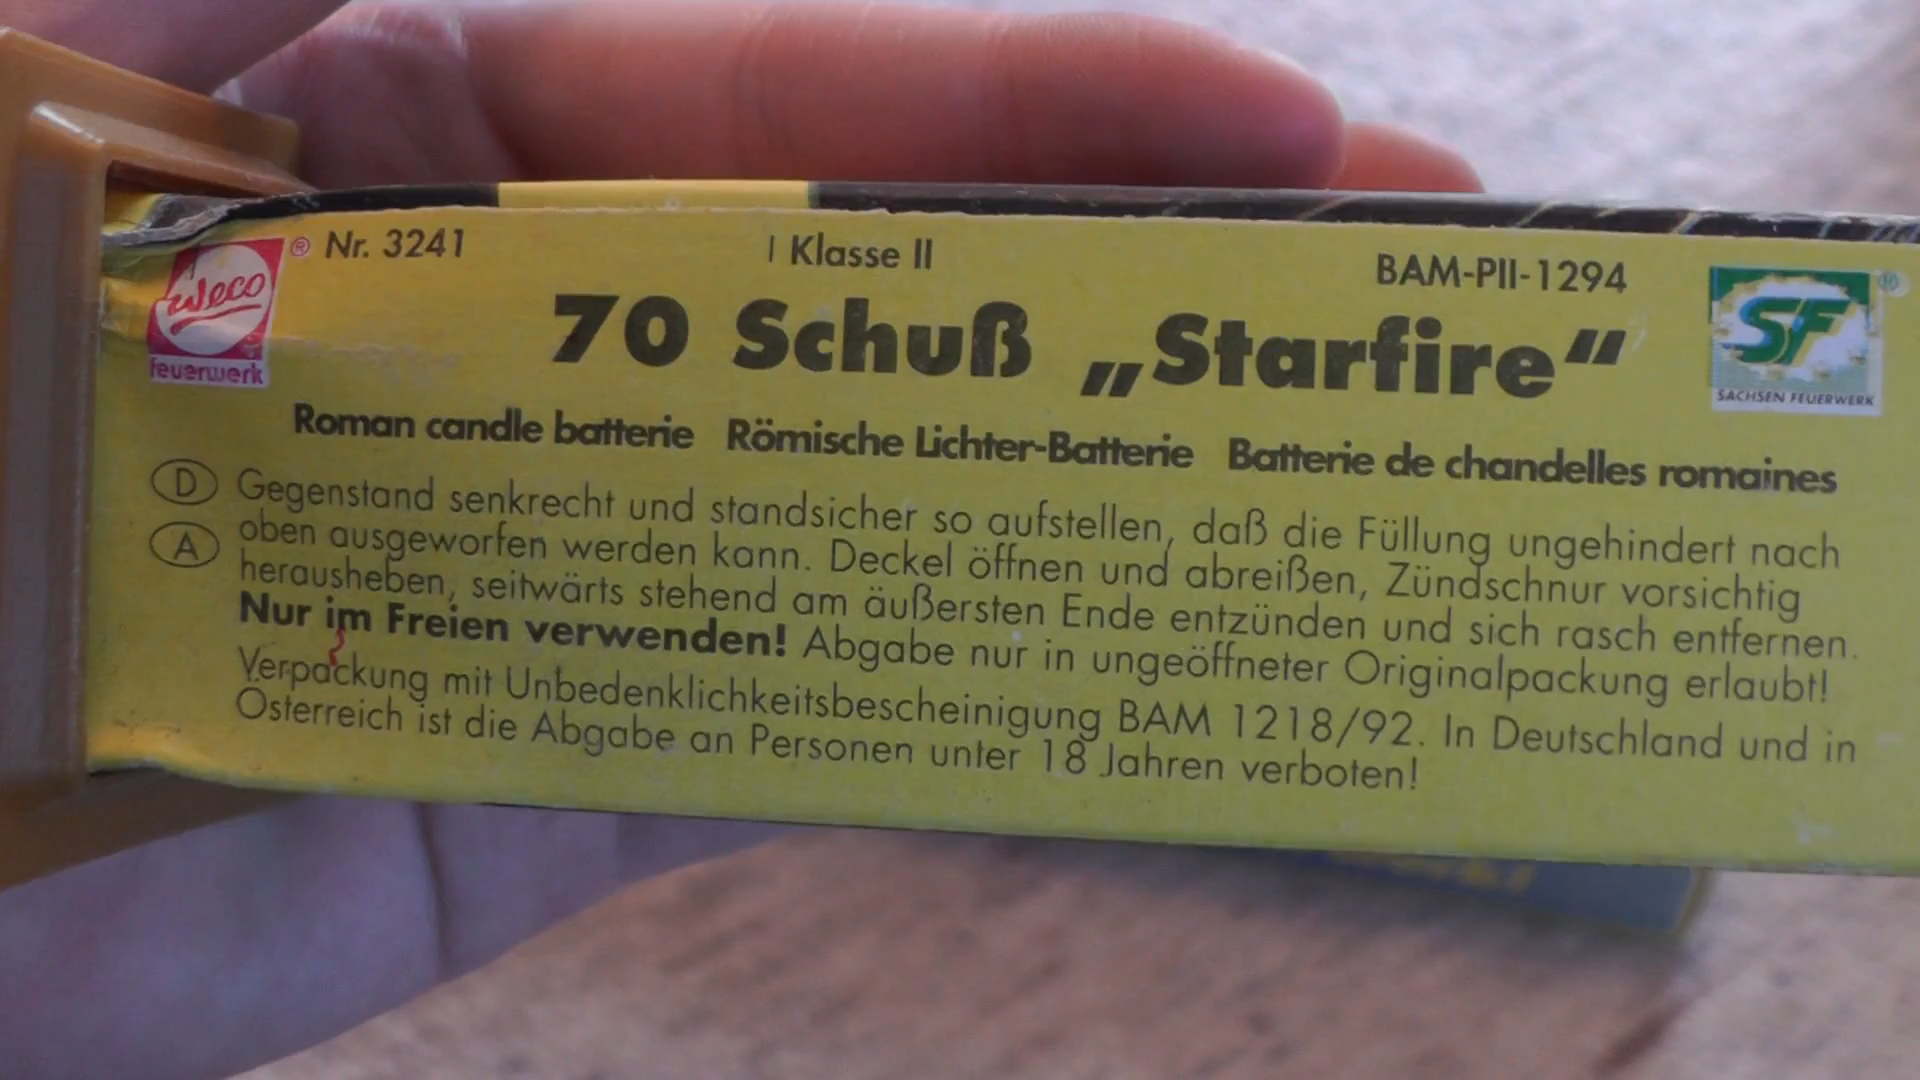 Weco ® Nr. 3241 Klasse II BAM-PII-1294 SF ®
feuerwerk
70 Schuß „Starfire“
SACHSEN FEUERWERK
Roman candle batterie Römische Lichter-Batterie Batterie de chandelles romaines
D Gegenstand senkrecht und standsicher so aufstellen, daß die Füllung ungehindert nach
A oben ausgeworfen werden kann. Deckel öffnen und abreißen, Zündschnur vorsichtig
herausheben, seitwärts stehend am äußersten Ende entzünden und sich rasch entfernen.
Nur im Freien verwenden! Abgabe nur in ungeöffneter Originalpackung erlaubt!
Verpackung mit Unbedenklichkeitsbescheinigung BAM 1218/92. In Deutschland und in
Österreich ist die Abgabe an Personen unter 18 Jahren verboten!